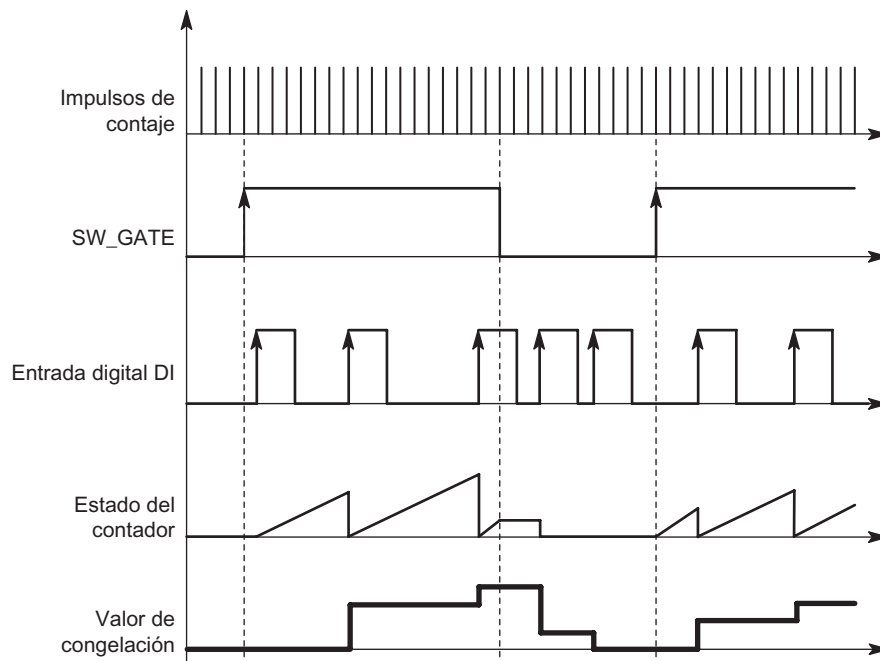 Impulsos de
contaje
SW_GATE
Entrada digital DI
Estado del
contador
Valor de
congelación